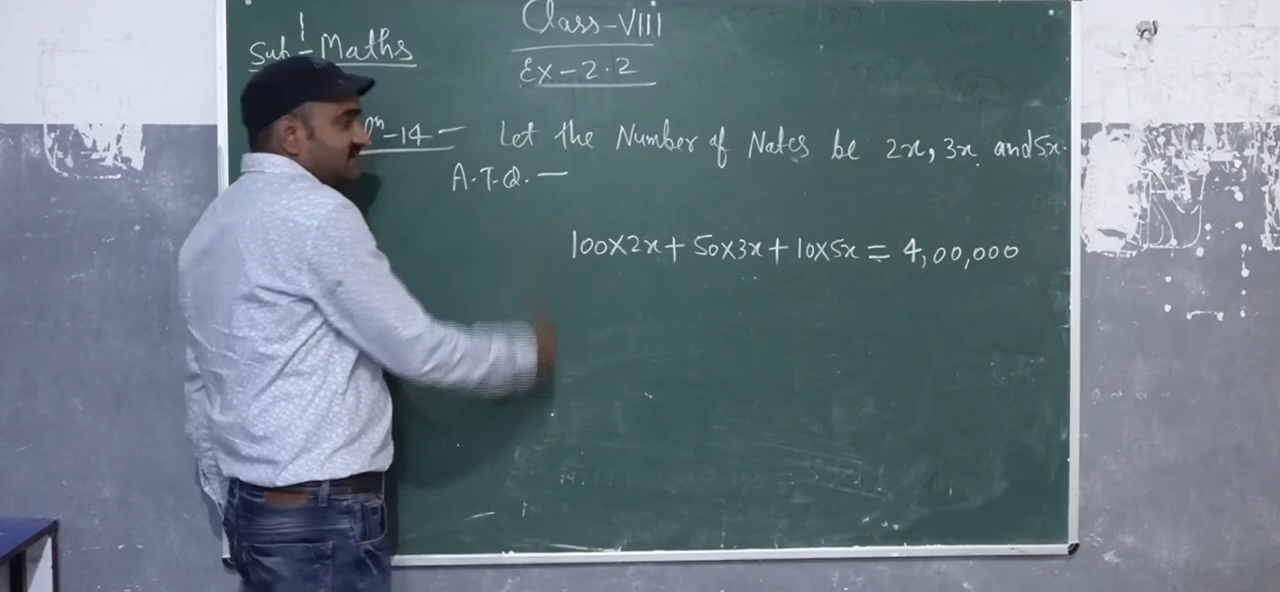 Class-VIII
Sub-Maths
Ex-2.2
-14- Let the Number of Notes be 2x, 3x and 5x.
A.T.Q.-
100×2x+50×3x+10×5x=4,00,000